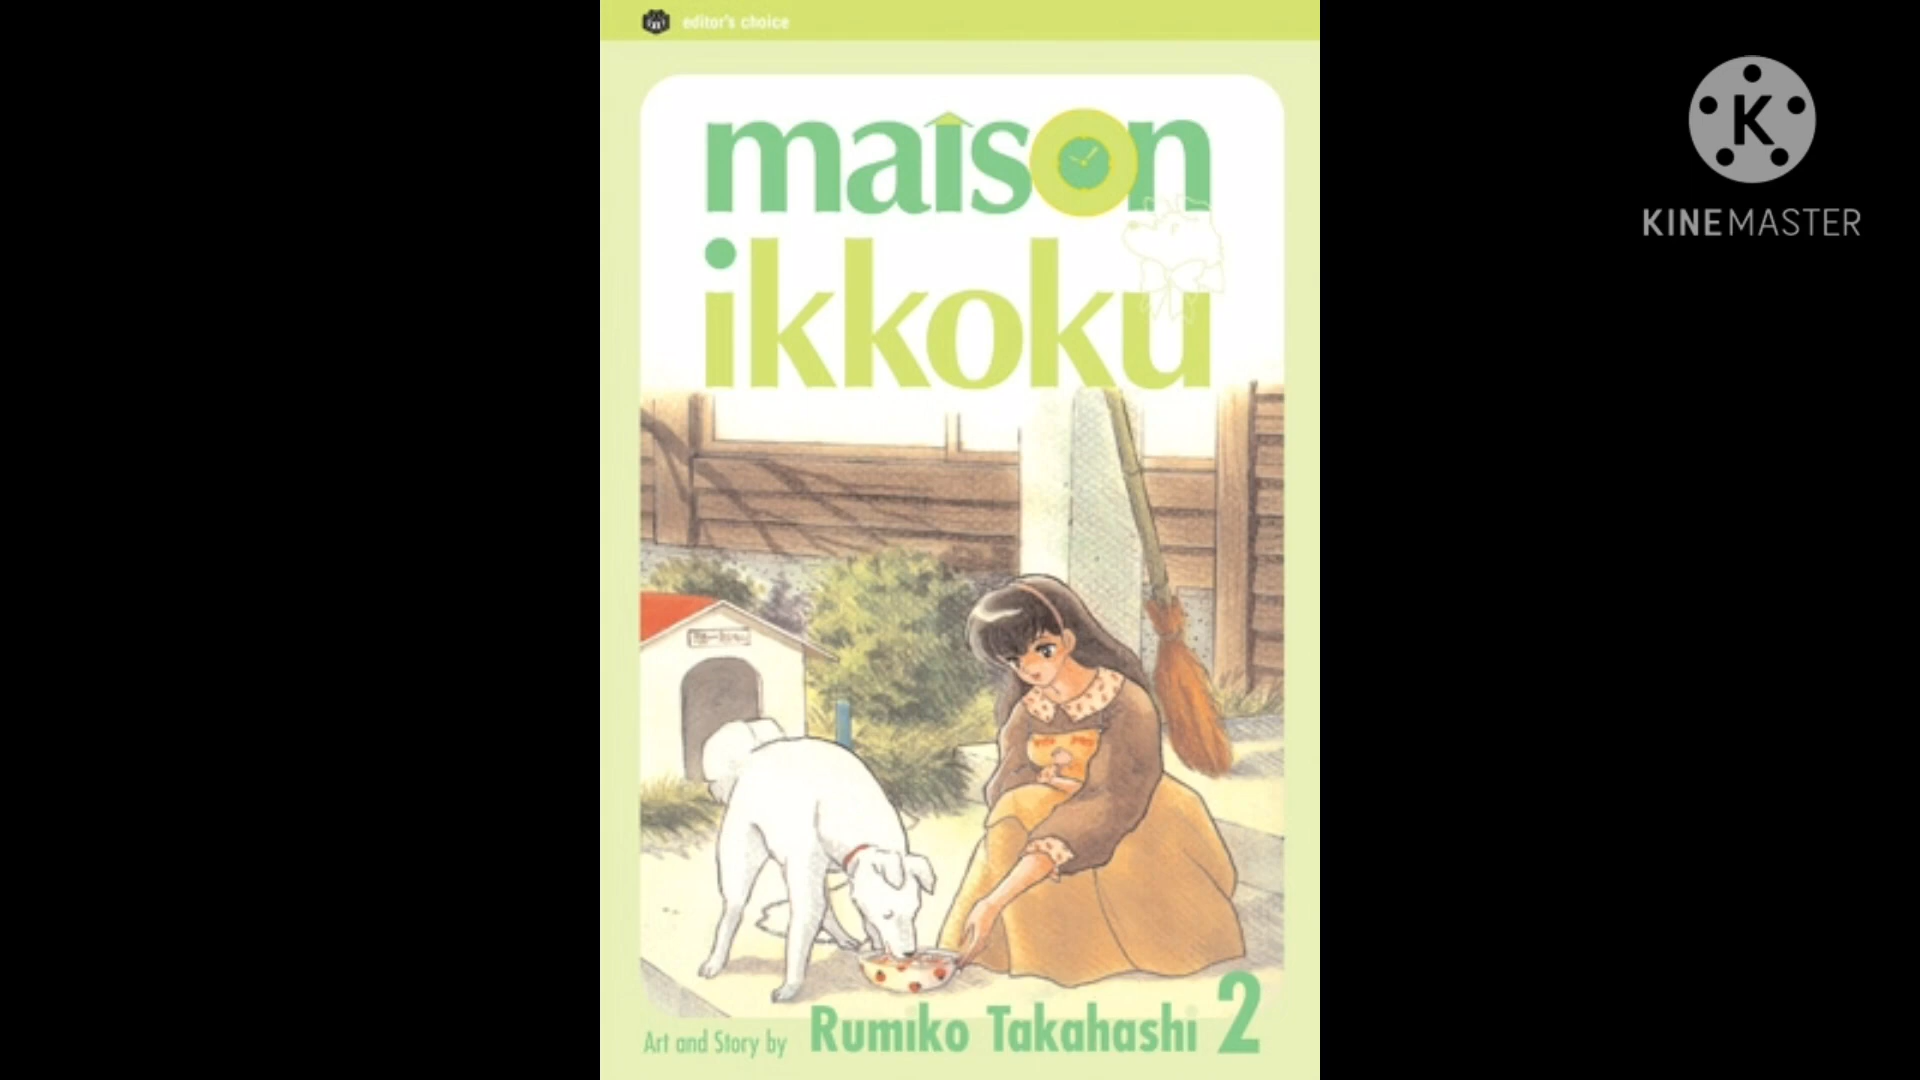 editor's choice
maison
ikkoku
Art and Story by Rumiko Takahashi 2
K
KINEMASTER